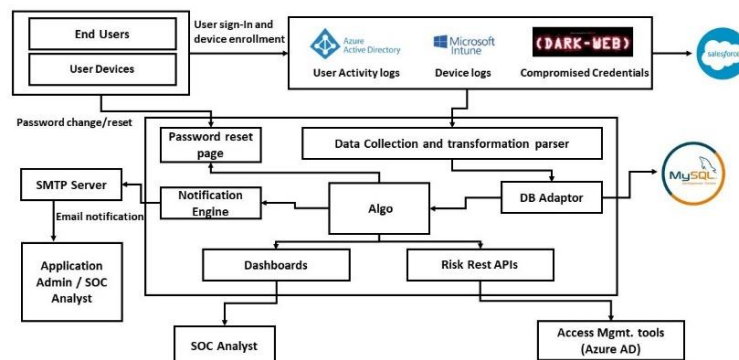 End Users
User Devices
User sign-In and
device enrollment
Azure
Active Directory
User Activity logs
Microsoft
Intune
Device logs
(DARK-WEB)
Compromised Credentials
salesforce
Password change/reset
Password reset
page
Data Collection and transformation parser
SMTP Server
Notification
Engine
Algo
DB Adaptor
MySQL
Email notification
Application
Admin / SOC
Analyst
Dashboards
Risk Rest APIs
SOC Analyst
Access Mgmt. tools
(Azure AD)